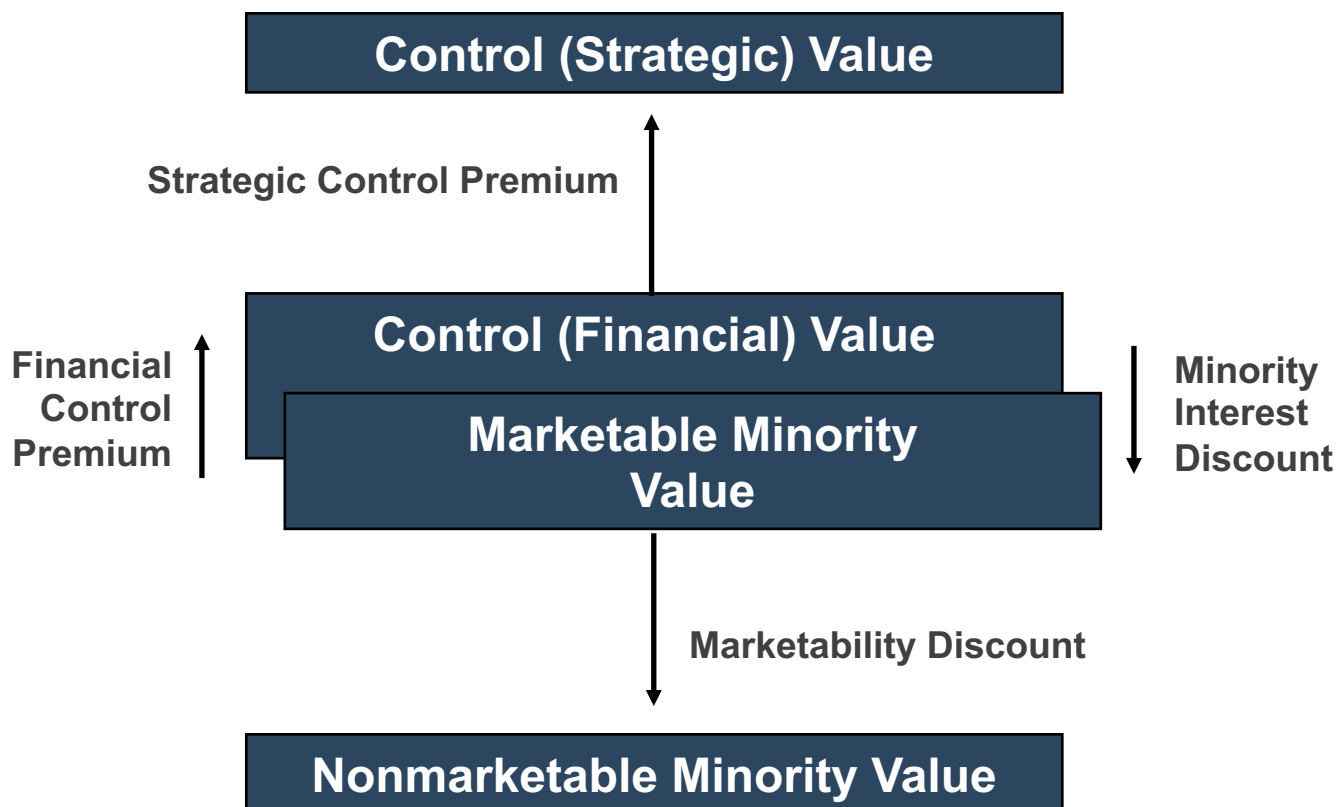 Control (Strategic) Value
Strategic Control Premium
Control (Financial) Value
Financial
Control
Premium
Minority
Interest
Discount
Marketable Minority
Value
Marketability Discount
Nonmarketable Minority Value